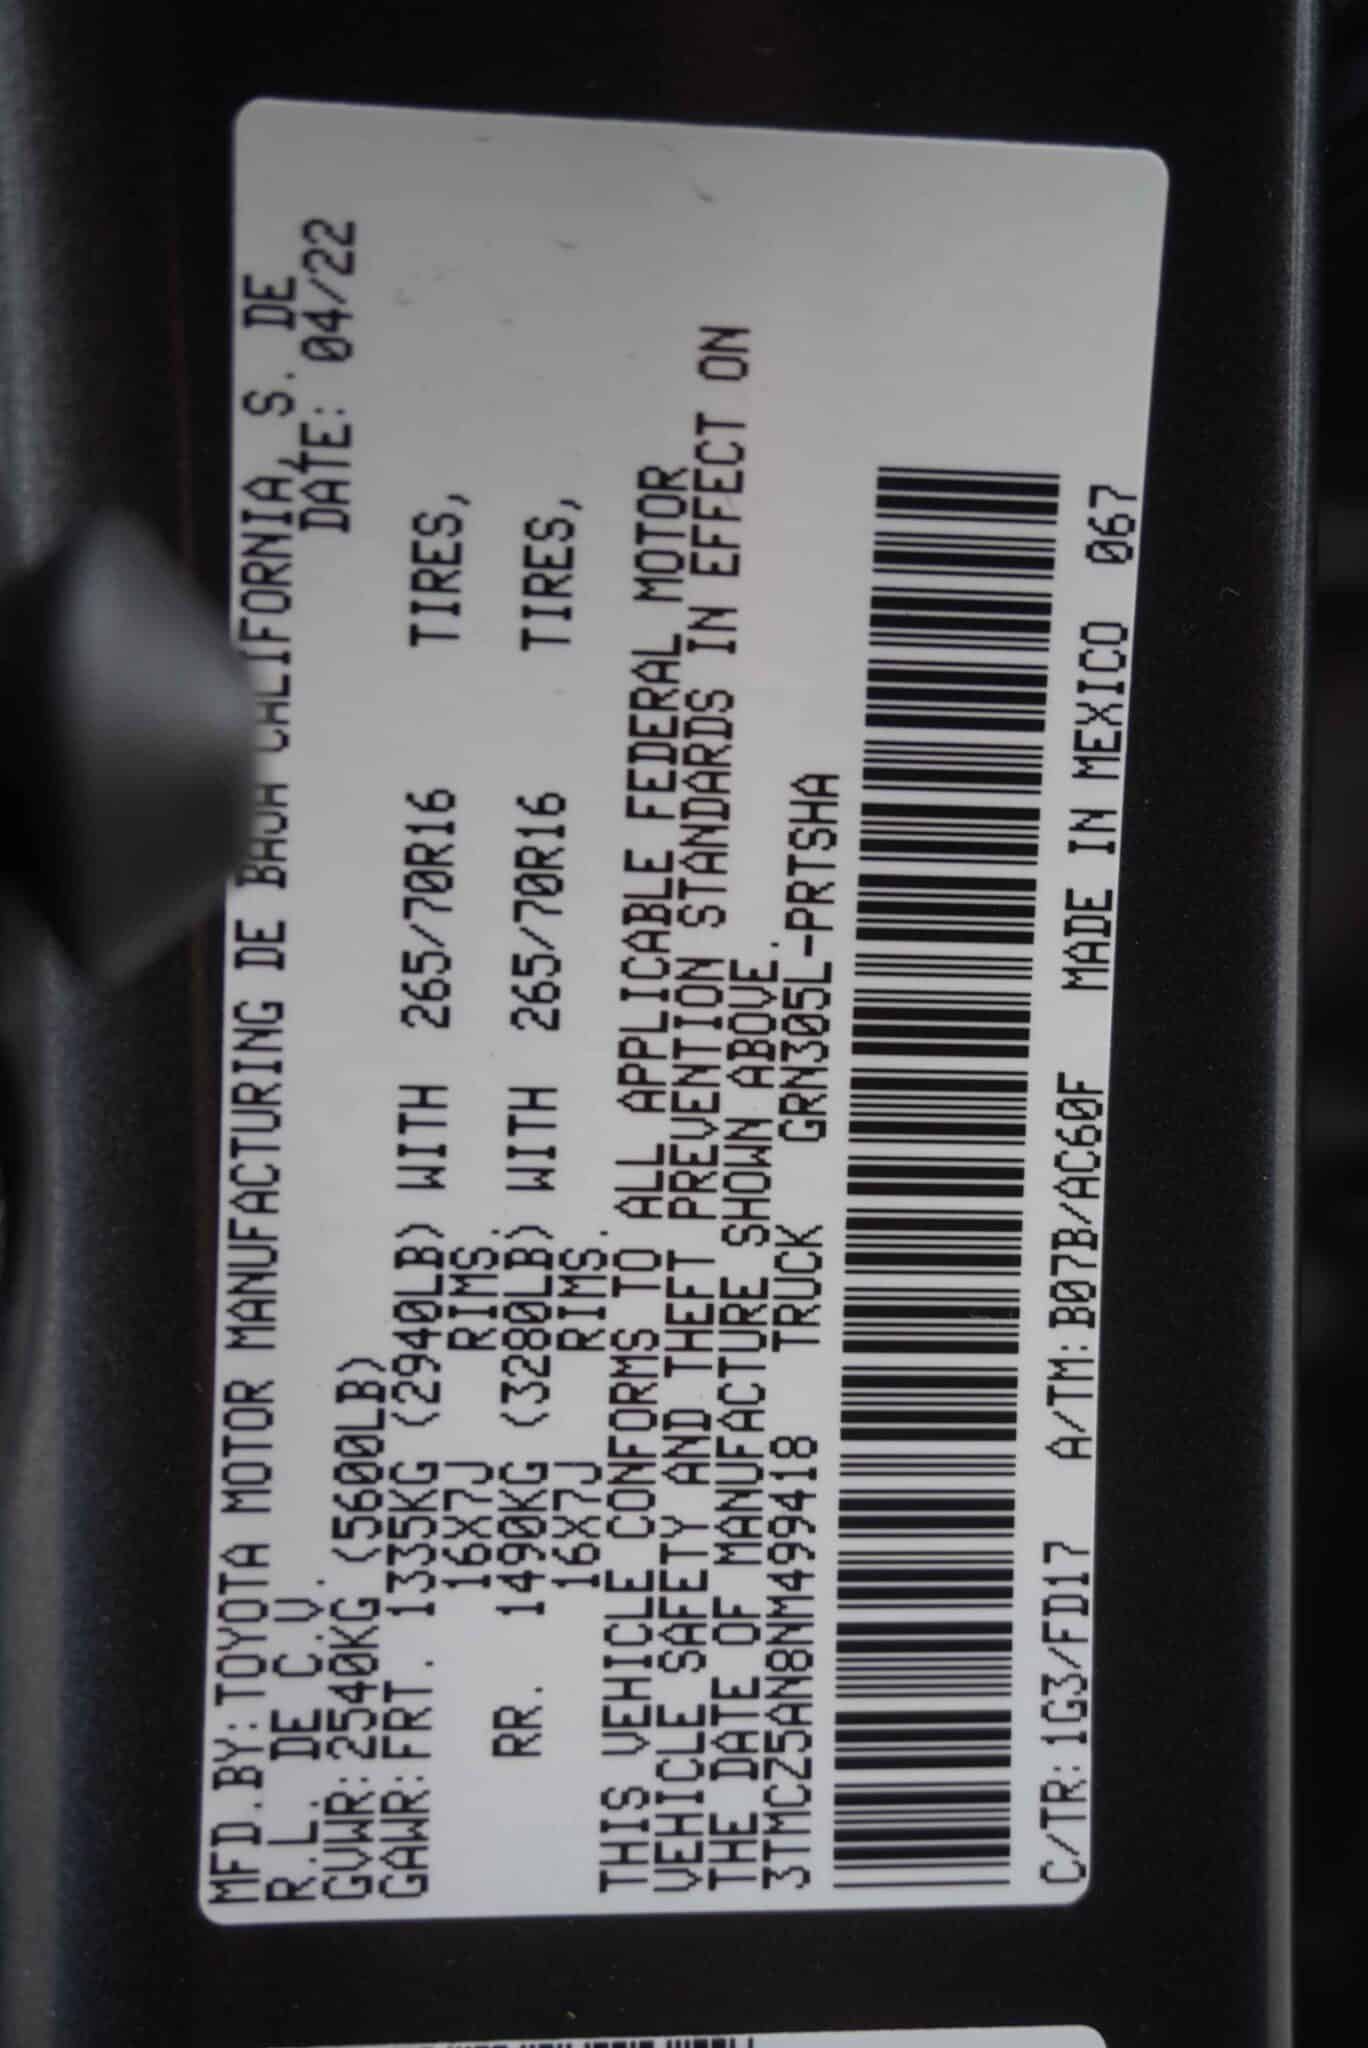 MFD.BY:TOYOTA MOTOR MANUFACTURING DE BAJA CALIFORNIA, S. DE
R.L. DE C.V. DATE: 04/22
GVWR:2540KG (5600LB)
GAWR:FRT. 1335KG (2940LB) WITH 265/70R16 TIRES,
16X7J RIMS,
RR. 1490KG (3280LB) WITH 265/70R16 TIRES,
16X7J RIMS.
THIS VEHICLE CONFORMS TO ALL APPLICABLE FEDERAL MOTOR
VEHICLE SAFETY AND THEFT PREVENTION STANDARDS IN EFFECT ON
THE DATE OF MANUFACTURE SHOWN ABOVE.
3TMCZ5AN8NM499418 TRUCK GRN305L-PRTSHA
C/TR:1G3/FD17 A/TM:B07B/AC60F MADE IN MEXICO 067